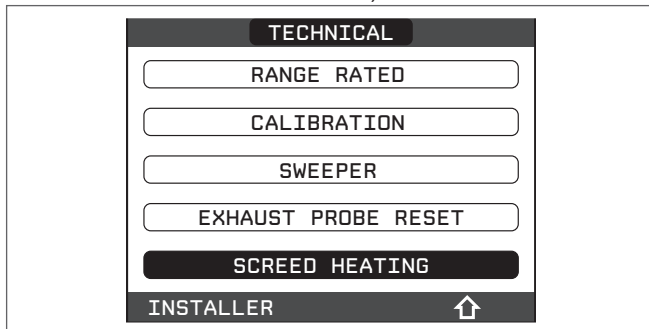 TECHNICAL
RANGE RATED
CALIBRATION
SWEEPER
EXHAUST PROBE RESET
SCREED HEATING
INSTALLER